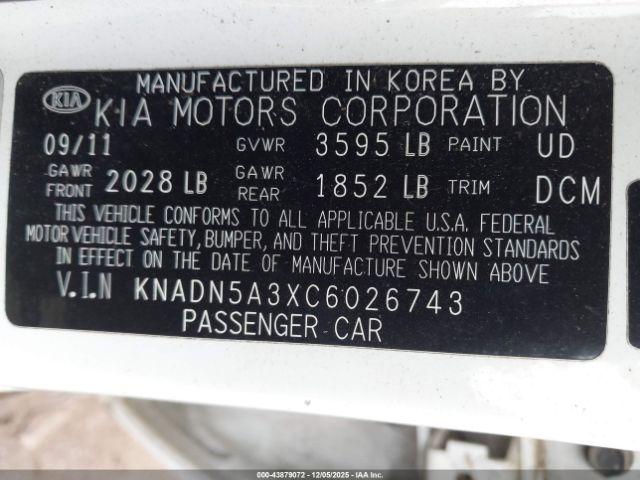 MANUFACTURED IN KOREA BY
KIA KIA MOTORS CORPORATION
09/11 GVWR 3595 LB PAINT UD
GAWR FRONT 2028 LB GAWR REAR 1852 LB TRIM DCM
THIS VEHICLE CONFORMS TO ALL APPLICABLE U.S.A. FEDERAL
MOTOR VEHICLE SAFETY, BUMPER, AND THEFT PREVENTION STANDARDS
IN EFFECT ON THE DATE OF MANUFACTURE SHOWN ABOVE
V.I.N KNADN5A3XC6026743
PASSENGER CAR
000-43879072 12/05/2025 - IAAI - COPART